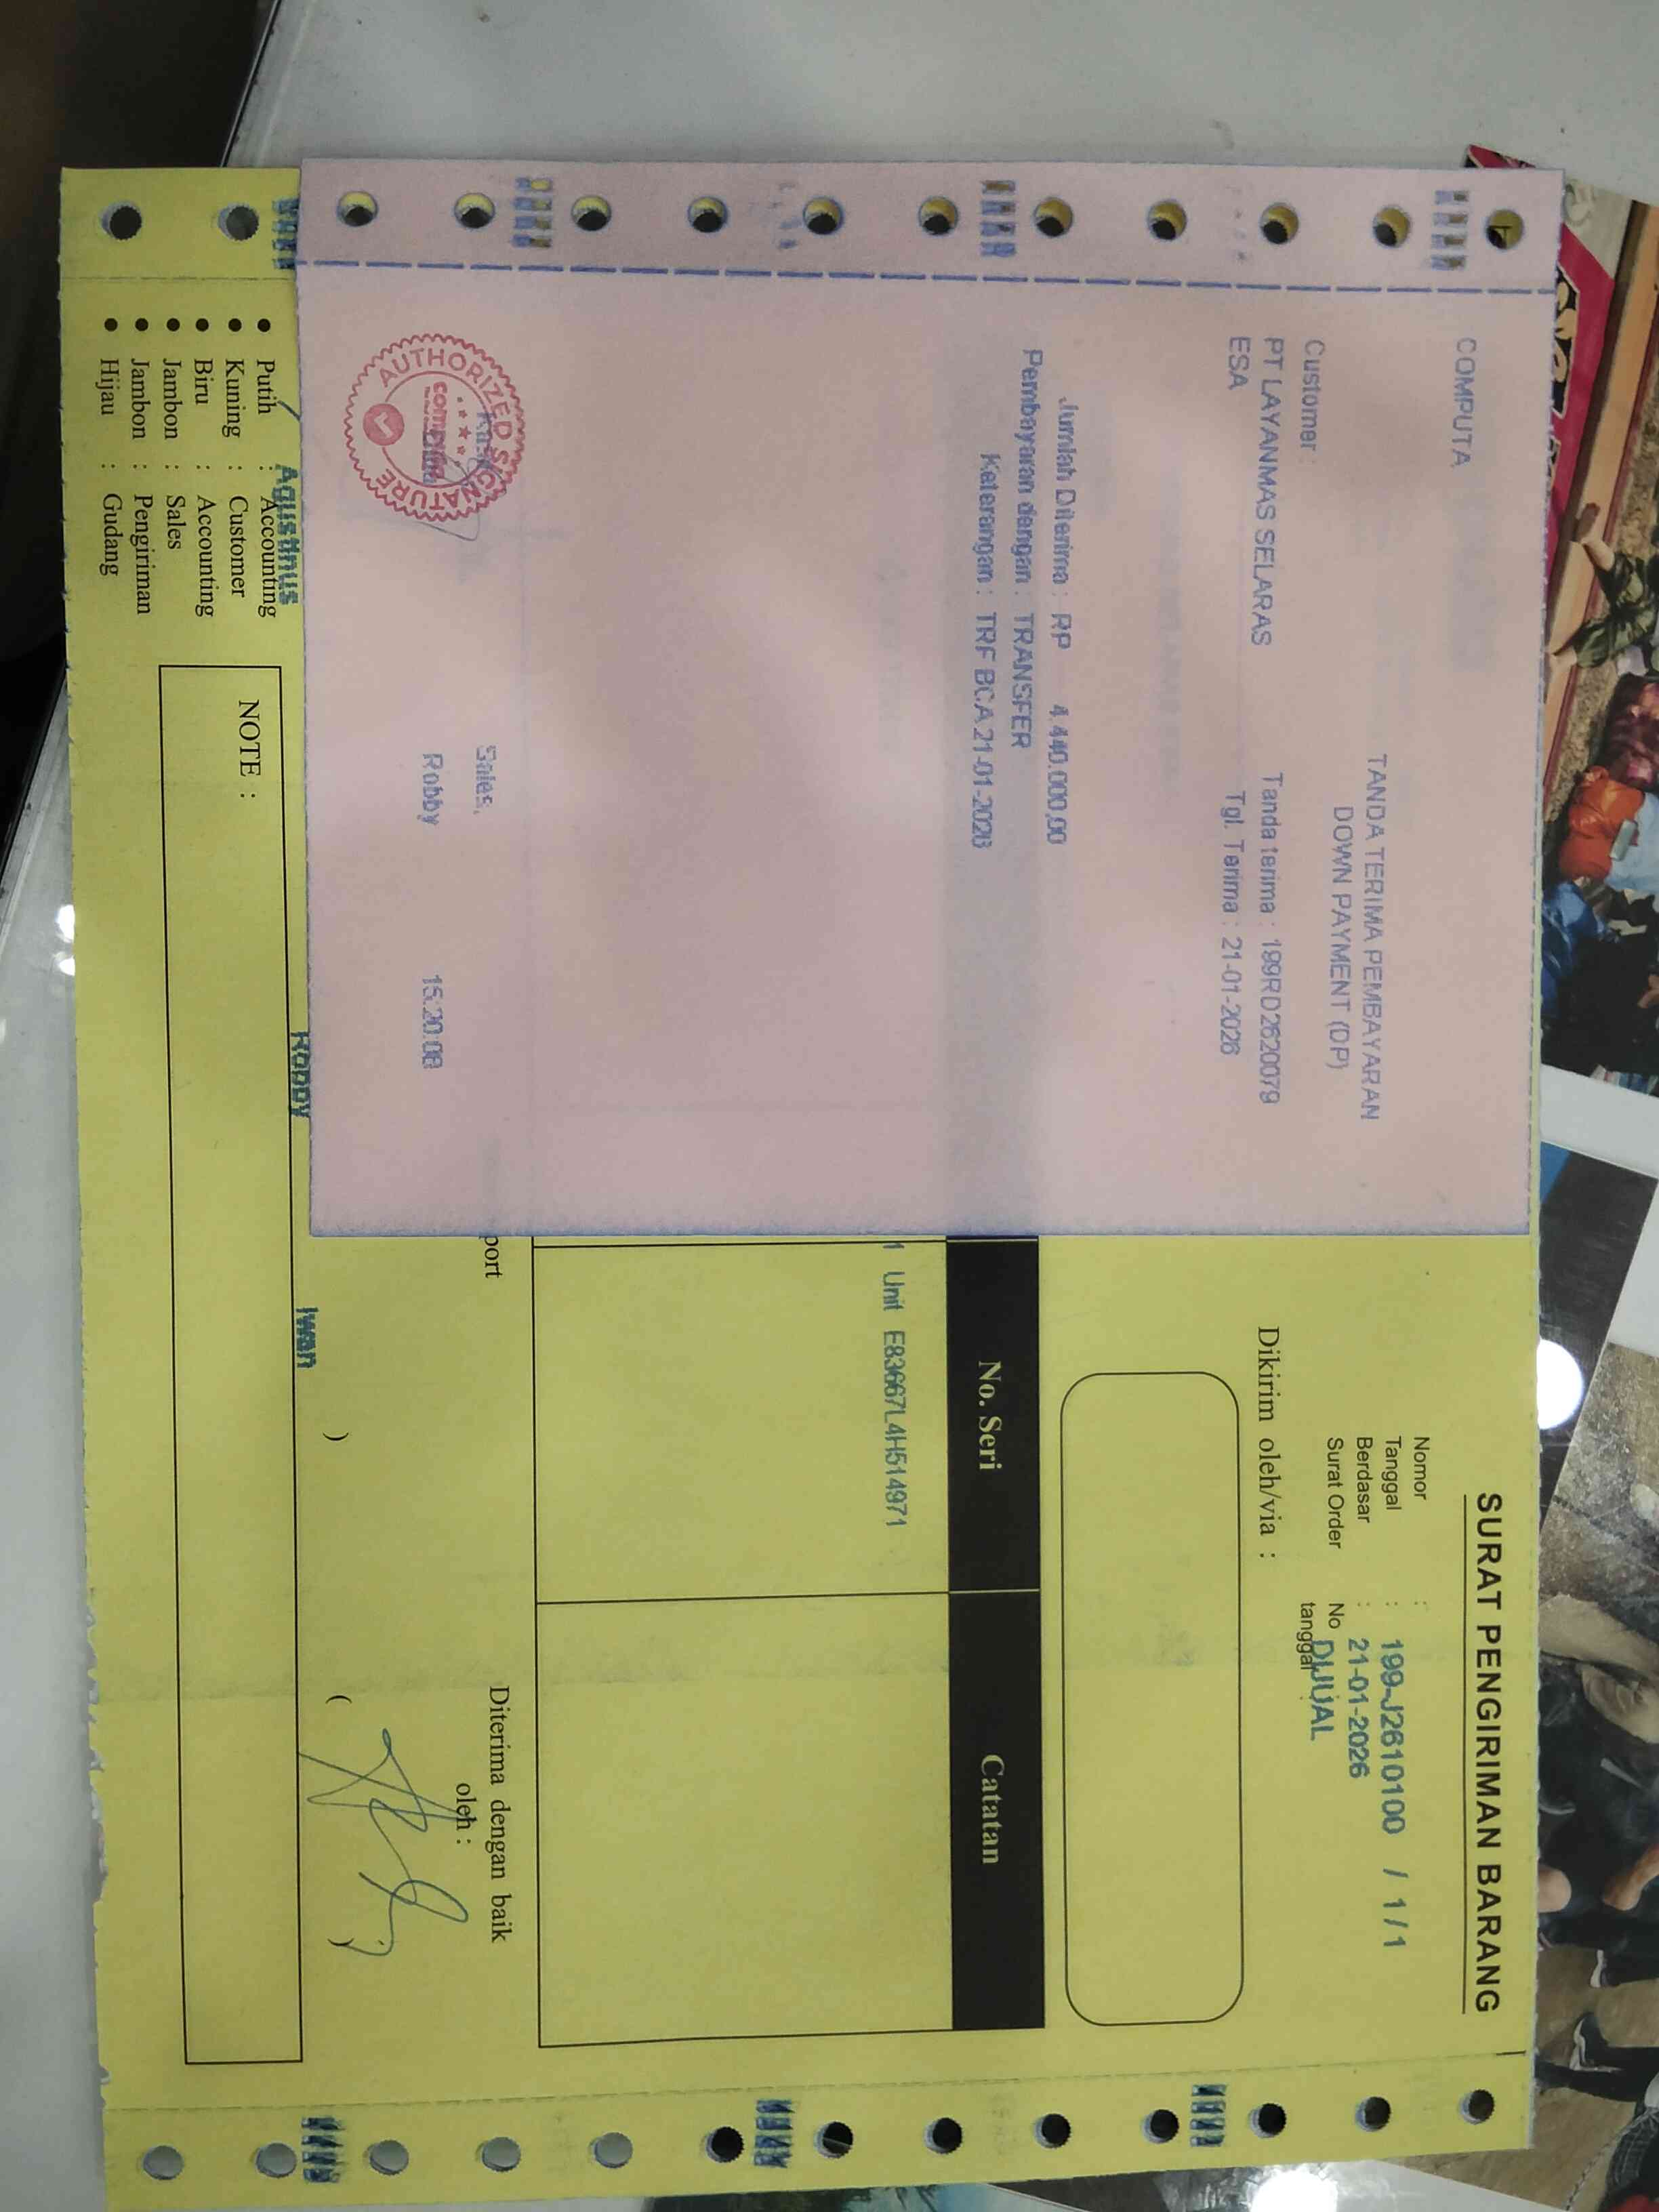 COMPUTA
TANDA TERIMA PEMBAYARAN
DOWN PAYMENT (DP)
Customer :
PT LAYANMAS SELARAS
ESA
Tanda terima : 199RD2620079
Tgl. Terima : 21-01-2026
Jumlah Diterima : RP 4.440.000,00
Pembayaran dengan : TRANSFER
Keterangan : TRF BCA 21-01-2026
Sales,
Robby
15:20:08
AUTHORIZED SIGNATURE
SURAT PENGIRIMAN BARANG
Nomor : 199-J2610100 / 1/1
Tanggal : 21-01-2026
Berdasar :
Surat Order No DIJUAL
tanggal
Dikirim oleh/via :
No. Seri
Catatan
1 Unit E83667L4H514971
port
Diterima dengan baik
oleh :
) ( )
Agustinus
Robby
Iwan
• Putih : Accounting
• Kuning : Customer
• Biru : Accounting
• Jambon : Sales
• Jambon : Pengiriman
• Hijau : Gudang
NOTE :